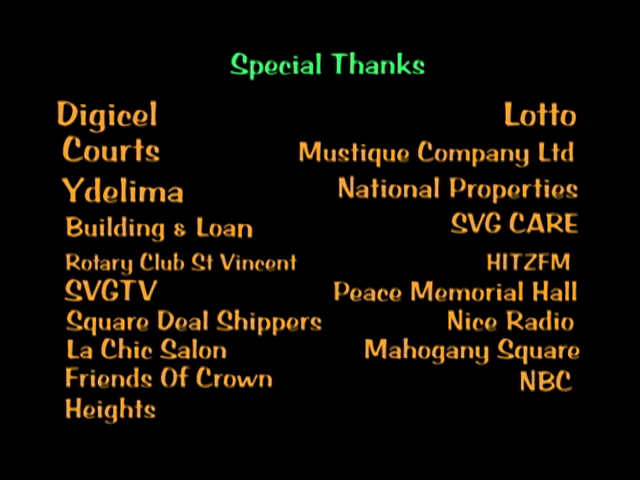 Special Thanks
Digicel
Courts
Ydelima
Building & Loan
Rotary Club St Vincent
SVGTV
Square Deal Shippers
La Chic Salon
Friends Of Crown
Heights
Lotto
Mustique Company Ltd
National Properties
SVG CARE
HITZFM
Peace Memorial Hall
Nice Radio
Mahogany Square
NBC